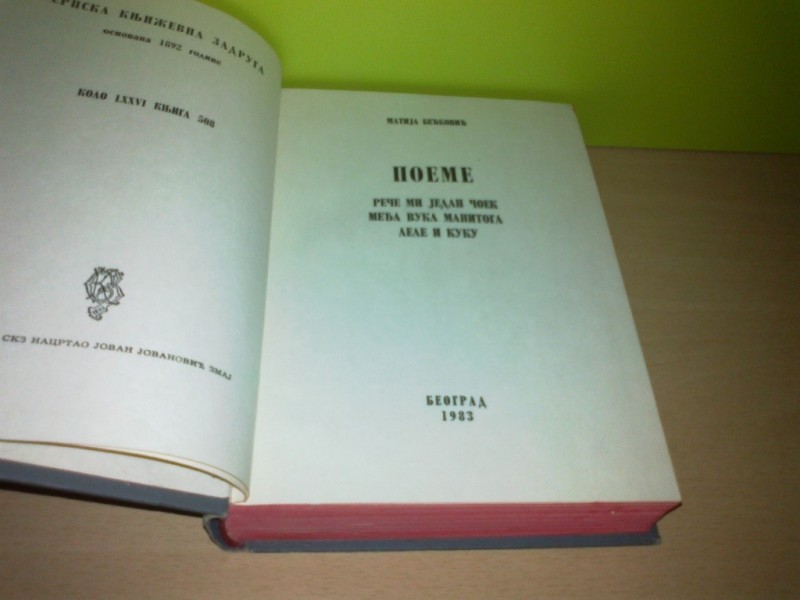 СРПСКА КЊИЖЕВНА ЗАДРУГА
основана 1892 године
КОЛО LXXVI КЊИГА 508
СКЗ НАЦРТАО ЈОВАН ЈОВАНОВИЋ ЗМАЈ
МАТИЈА БЕЋКОВИЋ
ПОЕМЕ
РЕЧЕ МИ ЈЕДАН ЧОЕК
МЕЂА ВУКА МАНИТОГА
ЛЕЛЕ И КУКУ
БЕОГРАД
1983